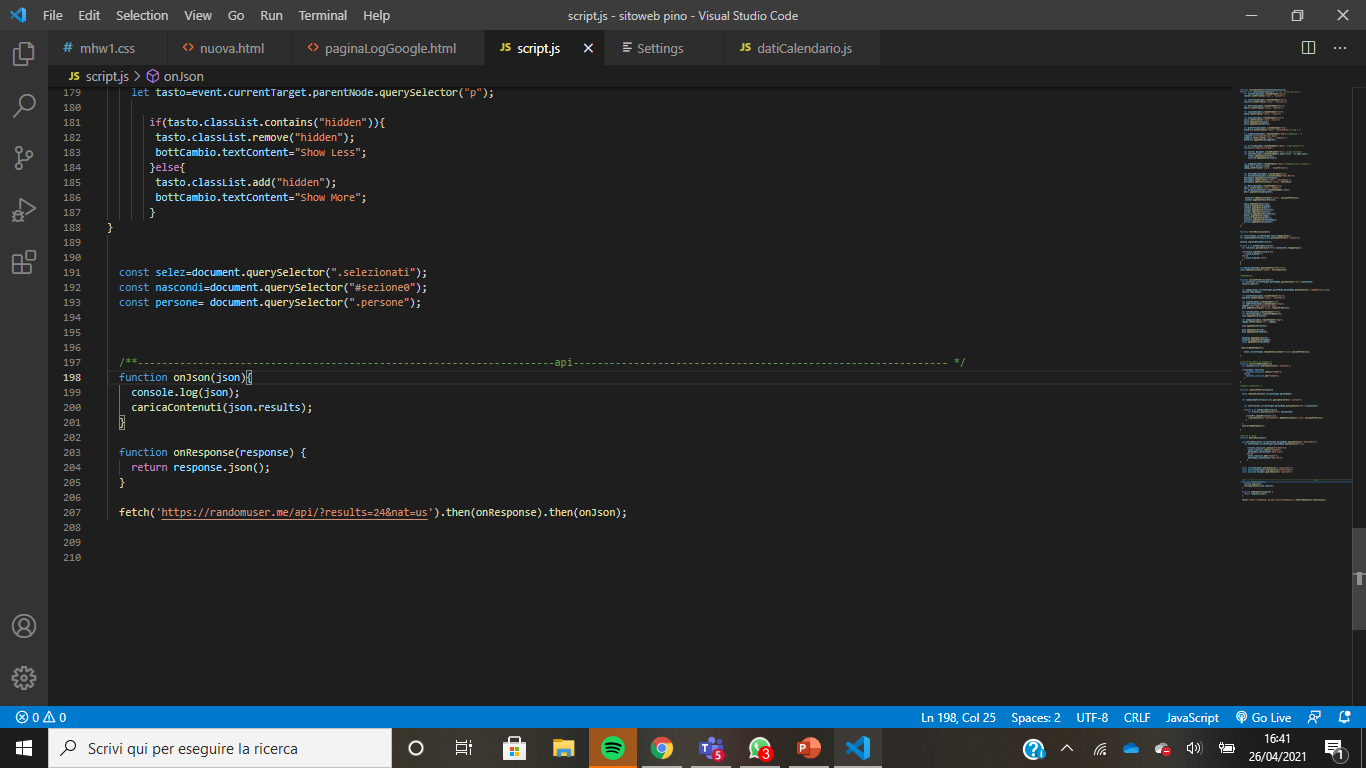 File Edit Selection View Go Run Terminal Help script.js - sitoweb pino - Visual Studio Code
# mhw1.css <> nuova.html <> paginaLogGoogle.html JS script.js × Settings JS datiCalendario.js ···
JS script.js > onJson
179 let tasto=event.currentTarget.parentNode.querySelector("p");
180
181 if(tasto.classList.contains("hidden")){
182 tasto.classList.remove("hidden");
183 bottCambio.textContent="Show Less";
184 }else{
185 tasto.classList.add("hidden");
186 bottCambio.textContent="Show More";
187 }
188 }
189
190
191 const selez=document.querySelector(".selezionati");
192 const nascondi=document.querySelector("#sezione0");
193 const persone= document.querySelector(".persone");
194
195
196
197 /**----------------------------------------------------------------------api--------------------------------------------------------------- */
198 function onJson(json){
199 console.log(json);
200 caricaContenuti(json.results);
201 }
202
203 function onResponse(response) {
204 return response.json();
205 }
206
207 fetch('https://randomuser.me/api/?results=24&nat=us').then(onResponse).then(onJson);
208
209
210
0 0 Ln 198, Col 25 Spaces: 2 UTF-8 CRLF JavaScript Go Live
Scrivi qui per eseguire la ricerca 5 3 16:41
26/04/2021 1